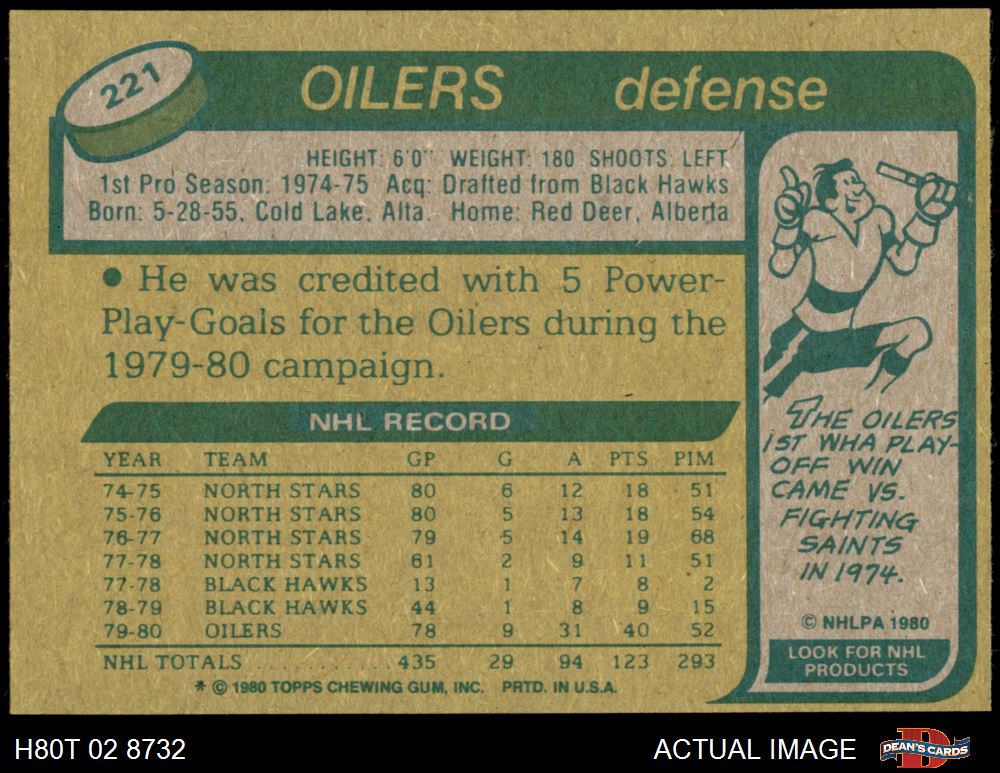 221
OILERS defense
HEIGHT: 6'0" WEIGHT: 180 SHOOTS: LEFT
1st Pro Season: 1974-75 Acq: Drafted from Black Hawks
Born: 5-28-55, Cold Lake, Alta. Home: Red Deer, Alberta
● He was credited with 5 Power-
Play-Goals for the Oilers during the
1979-80 campaign.
NHL RECORD
YEAR TEAM GP G A PTS PIM
74-75 NORTH STARS 80 6 12 18 51
75-76 NORTH STARS 80 5 13 18 54
76-77 NORTH STARS 79 5 14 19 68
77-78 NORTH STARS 61 2 9 11 51
77-78 BLACK HAWKS 13 1 7 8 2
78-79 BLACK HAWKS 44 1 8 9 15
79-80 OILERS 78 9 31 40 52
NHL TOTALS . . . . . . . . . . . 435 29 94 123 293
* © 1980 TOPPS CHEWING GUM, INC. PRTD. IN U.S.A.
THE OILERS
1ST WHA PLAY-
OFF WIN
CAME VS.
FIGHTING
SAINTS
IN 1974.
© NHLPA 1980
LOOK FOR NHL
PRODUCTS
H80T 02 8732 ACTUAL IMAGE
DEAN'S CARDS